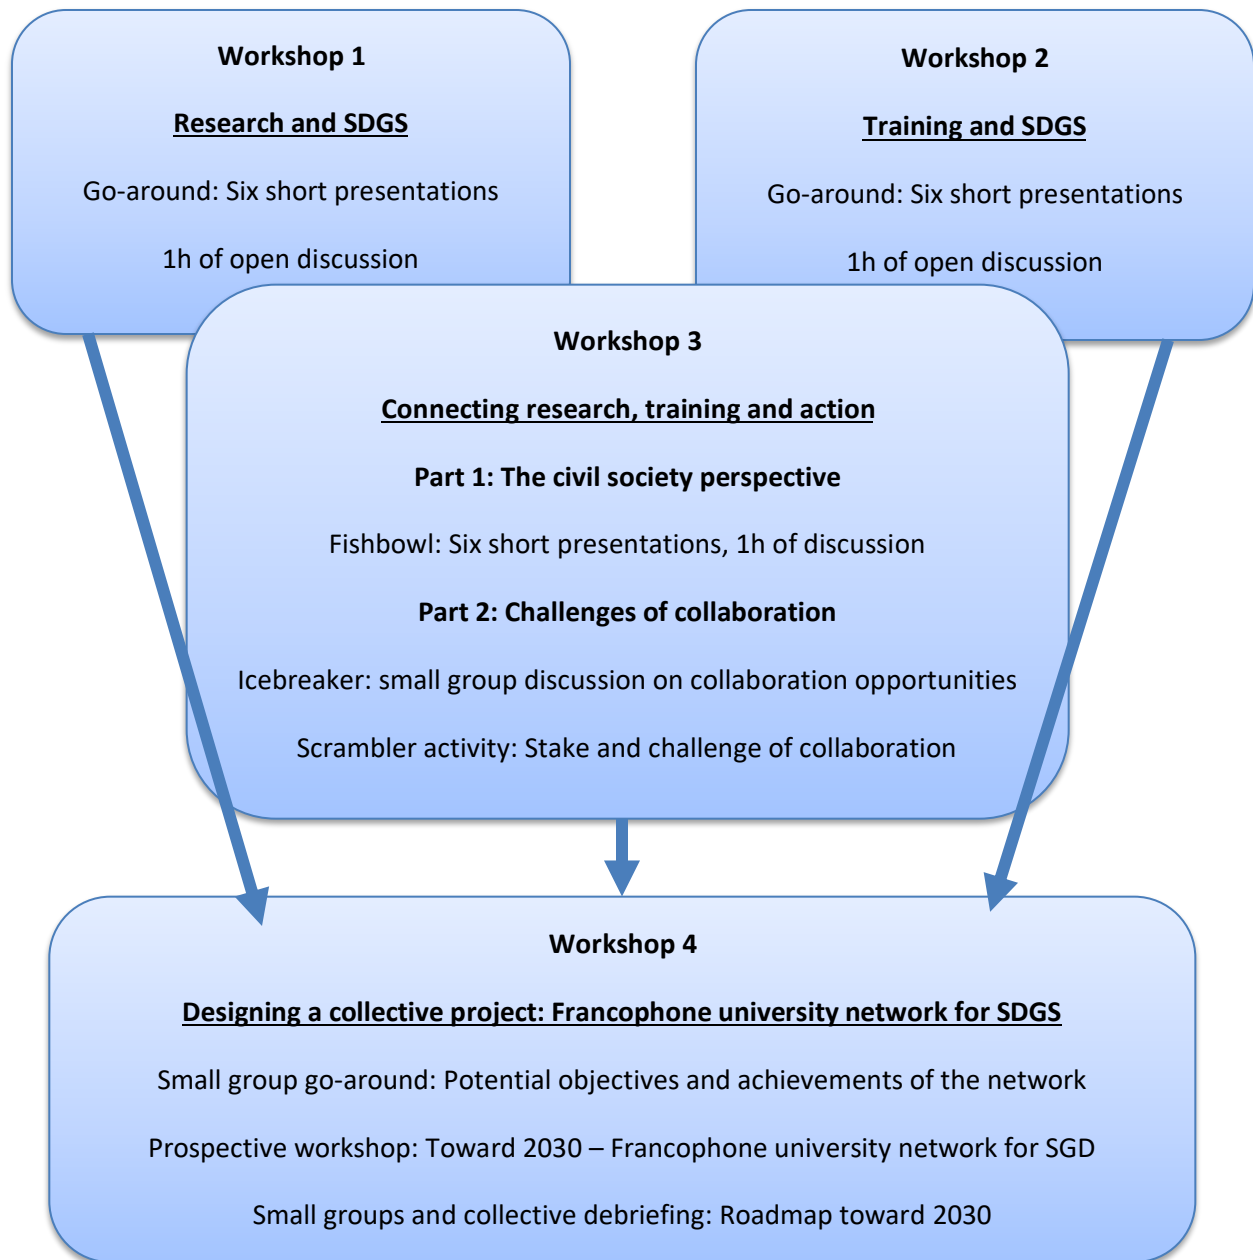 Workshop 1
Research and SDGS
Go-around: Six short presentations
1h of open discussion
Workshop 2
Training and SDGS
Go-around: Six short presentations
1h of open discussion
Workshop 3
Connecting research, training and action
Part 1: The civil society perspective
Fishbowl: Six short presentations, 1h of discussion
Part 2: Challenges of collaboration
Icebreaker: small group discussion on collaboration opportunities
Scrambler activity: Stake and challenge of collaboration
Workshop 4
Designing a collective project: Francophone university network for SDGS
Small group go-around: Potential objectives and achievements of the network
Prospective workshop: Toward 2030 – Francophone university network for SGD
Small groups and collective debriefing: Roadmap toward 2030